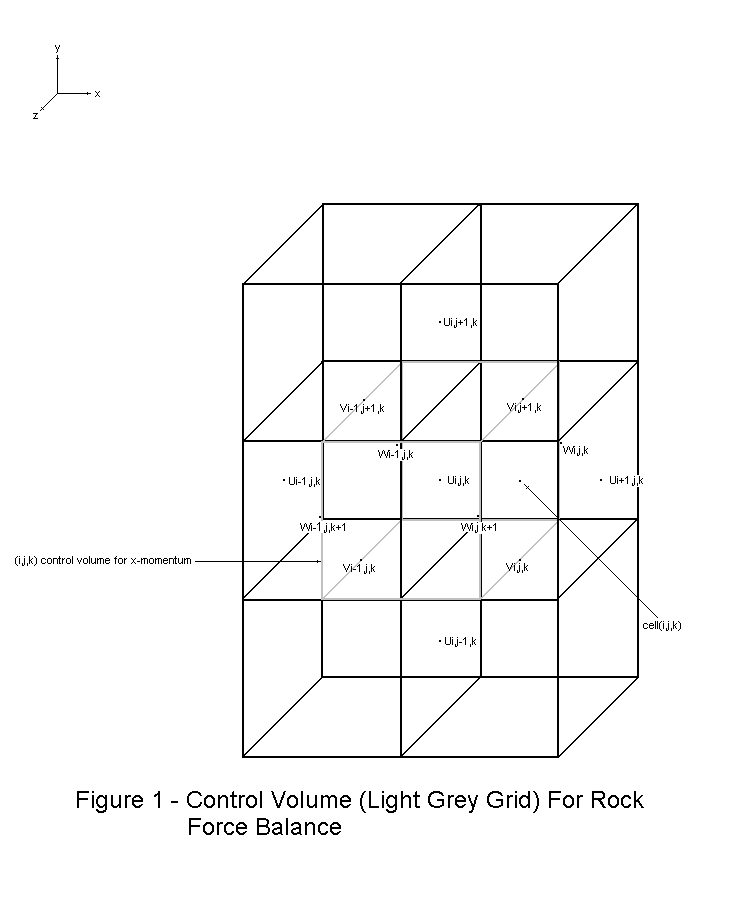 y
x
z
Ui,j+1,k
Vi-1,j+1,k
Vi,j+1,k
Wi-1,j,k
Wi,j,k
Ui-1,j,k
Ui,j,k
Ui+1,j,k
Wi-1,j,k+1
Wi,j,k+1
(i,j,k) control volume for x-momentum
Vi-1,j,k
Vi,j,k
cell(i,j,k)
Ui,j-1,k
Figure 1 - Control Volume (Light Grey Grid) For Rock
Force Balance